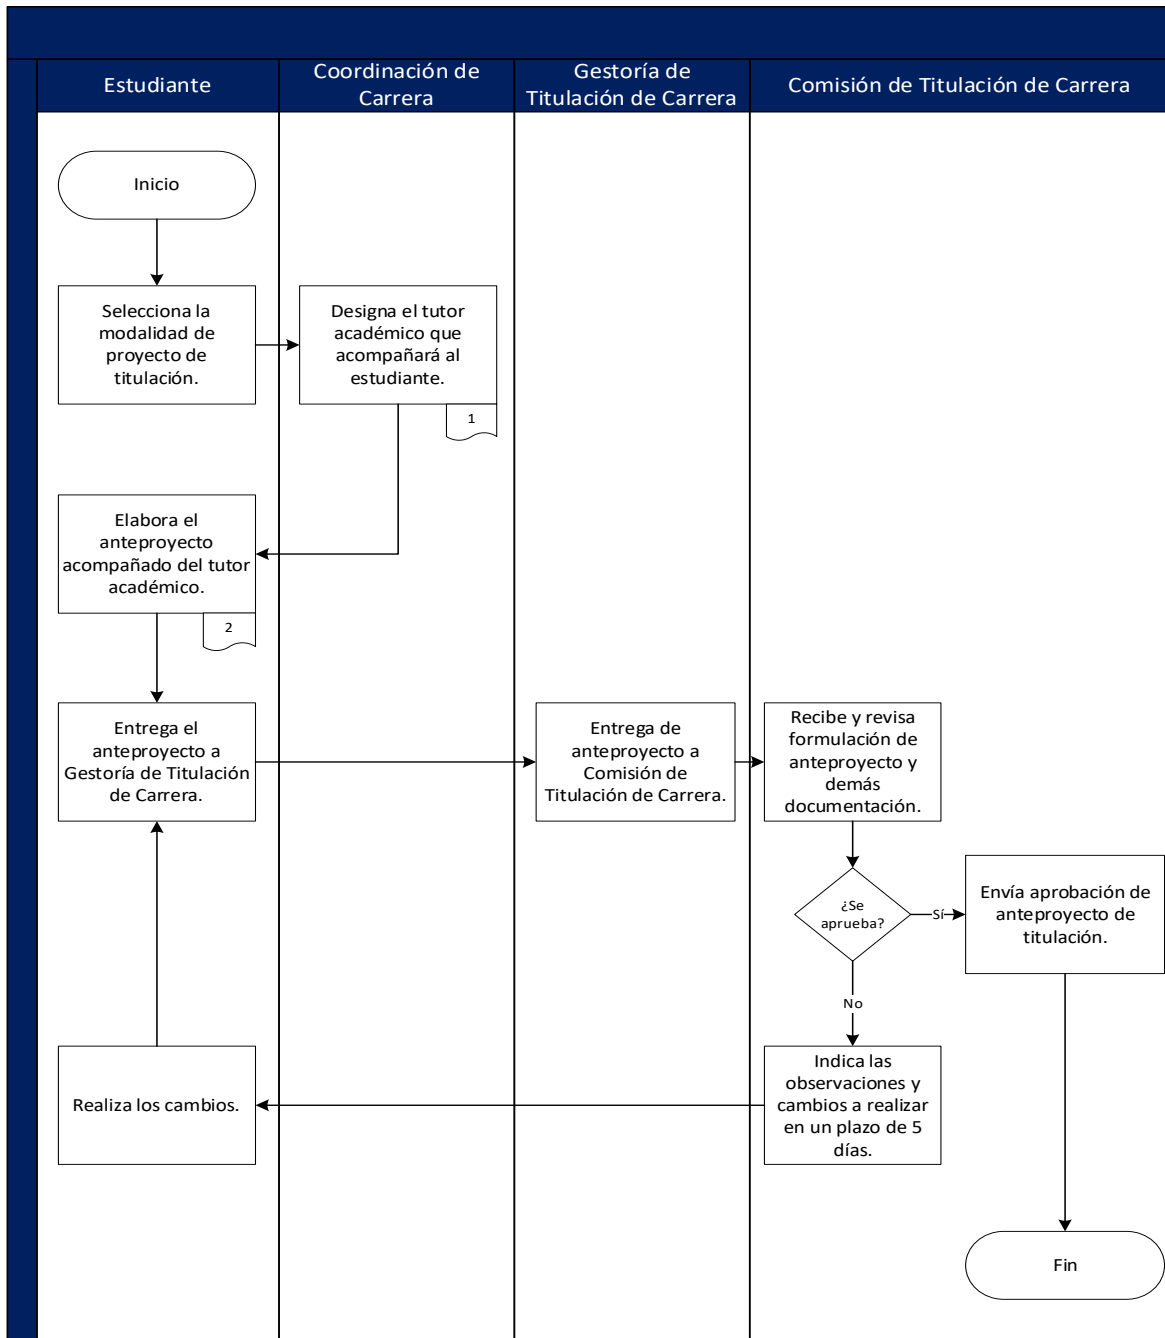 Estudiante
Coordinación de
Carrera
Gestoría de
Titulación de Carrera
Comisión de Titulación de Carrera
Inicio
Selecciona la
modalidad de
proyecto de
titulación.
Designa el tutor
académico que
acompañará al
estudiante.
1
Elabora el
anteproyecto
acompañado del tutor
académico.
2
Entrega el
anteproyecto a
Gestoría de Titulación
de Carrera.
Entrega de
anteproyecto a
Comisión de
Titulación de Carrera.
Recibe y revisa
formulación de
anteproyecto y
demás
documentación.
¿Se
aprueba?
Sí
Envía aprobación de
anteproyecto de
titulación.
No
Indica las
observaciones y
cambios a realizar
en un plazo de 5
días.
Realiza los cambios.
Fin